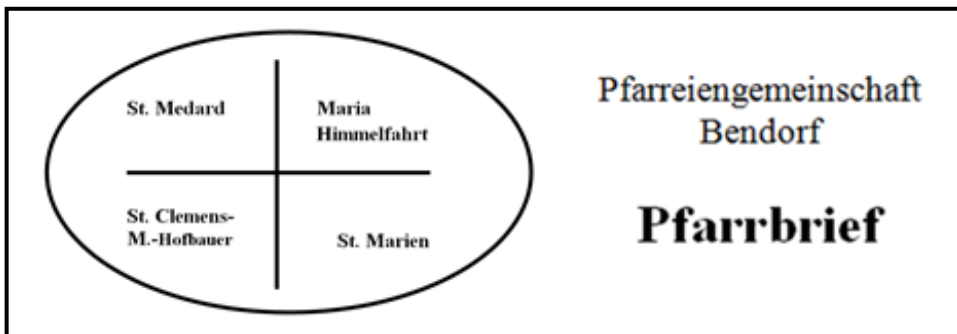 St. Medard
Maria
Himmelfahrt
St. Clemens-
M.-Hofbauer
St. Marien
Pfarreiengemeinschaft
Bendorf
Pfarrbrief